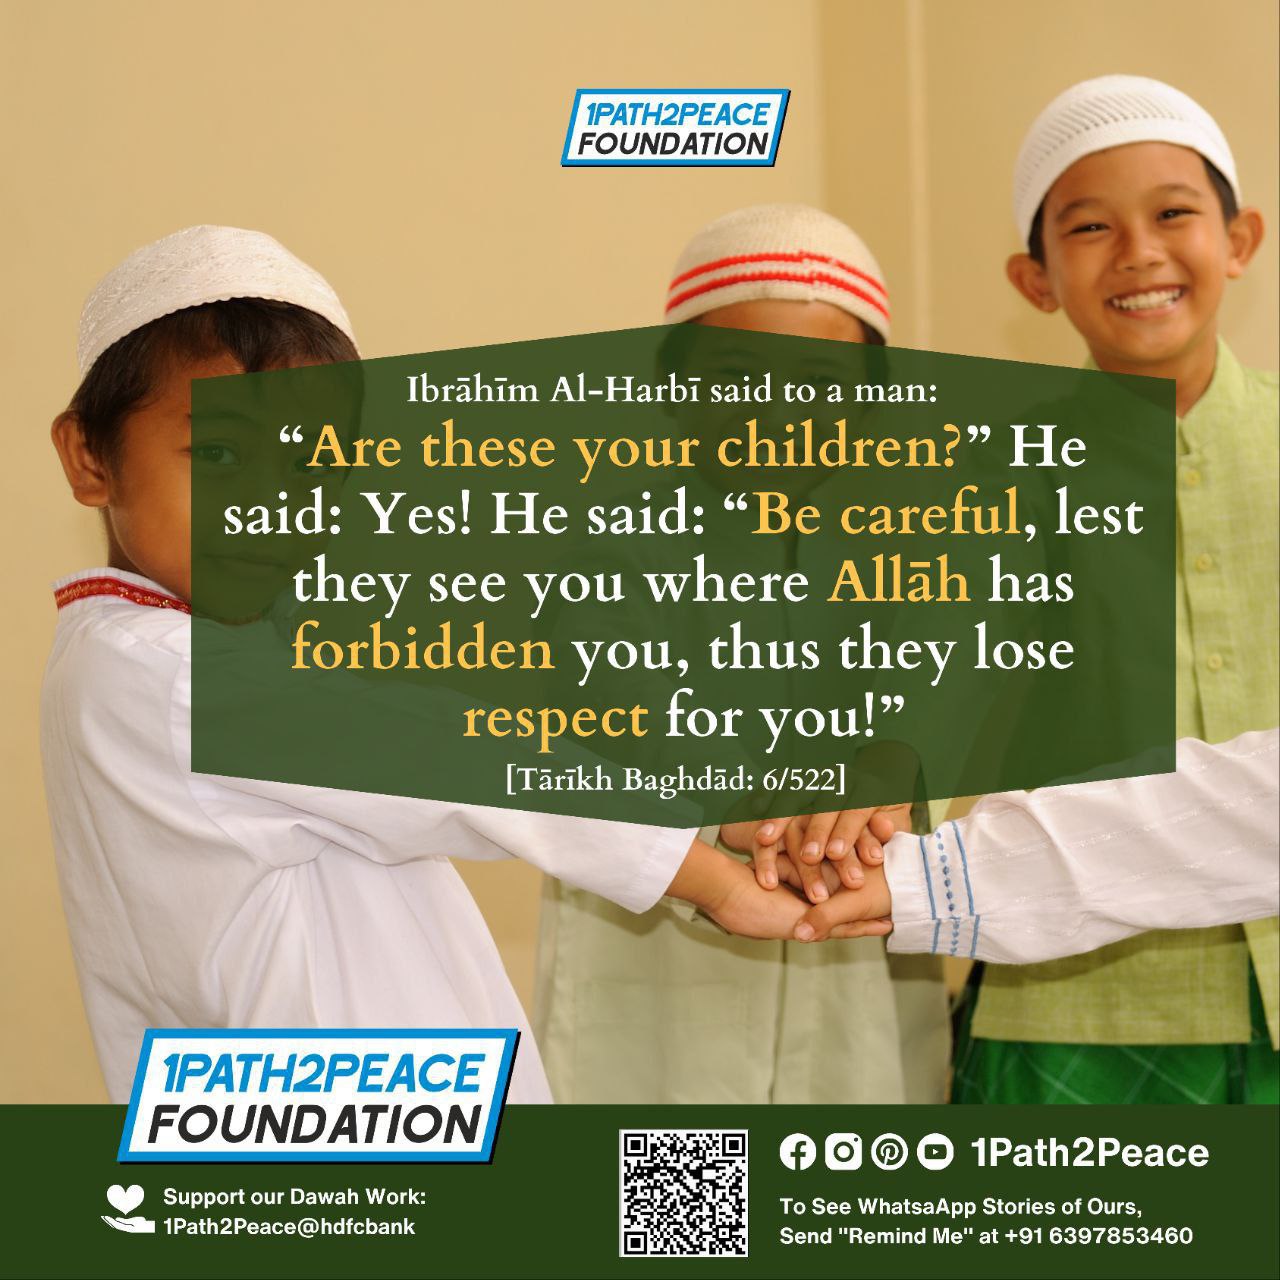 1PATH2PEACE
FOUNDATION
Ibrāhīm Al-Harbī said to a man:
“Are these your children?” He
said: Yes! He said: “Be careful, lest
they see you where Allāh has
forbidden you, thus they lose
respect for you!”
[Tārīkh Baghdād: 6/522]
1PATH2PEACE
FOUNDATION
Support our Dawah Work:
1Path2Peace@hdfcbank
1Path2Peace
To See WhatsaApp Stories of Ours,
Send "Remind Me" at +91 6397853460